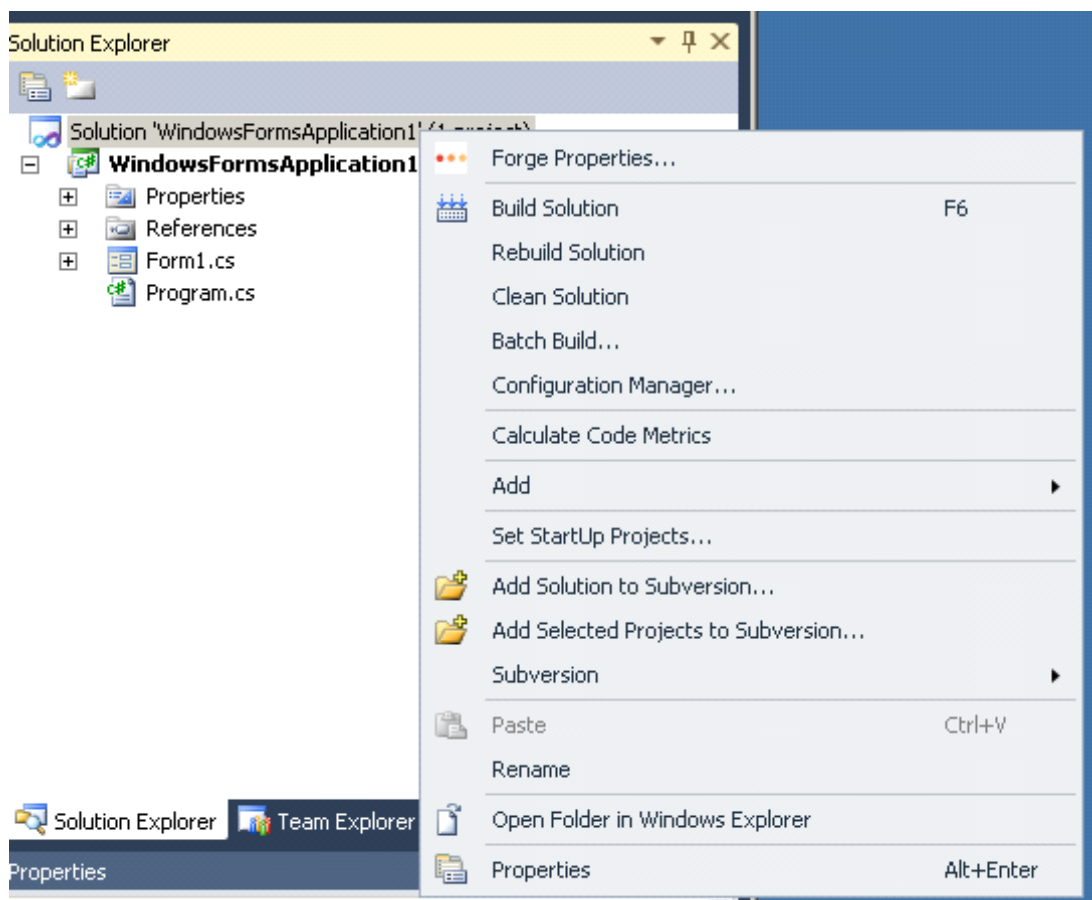 Solution Explorer
Solution 'WindowsFormsApplication1' (1 project)
WindowsFormsApplication1
Properties
References
Form1.cs
Program.cs
Forge Properties...
Build Solution F6
Rebuild Solution
Clean Solution
Batch Build...
Configuration Manager...
Calculate Code Metrics
Add
Set StartUp Projects...
Add Solution to Subversion...
Add Selected Projects to Subversion...
Subversion
Paste Ctrl+V
Rename
Open Folder in Windows Explorer
Properties Alt+Enter
Solution Explorer Team Explorer
Properties